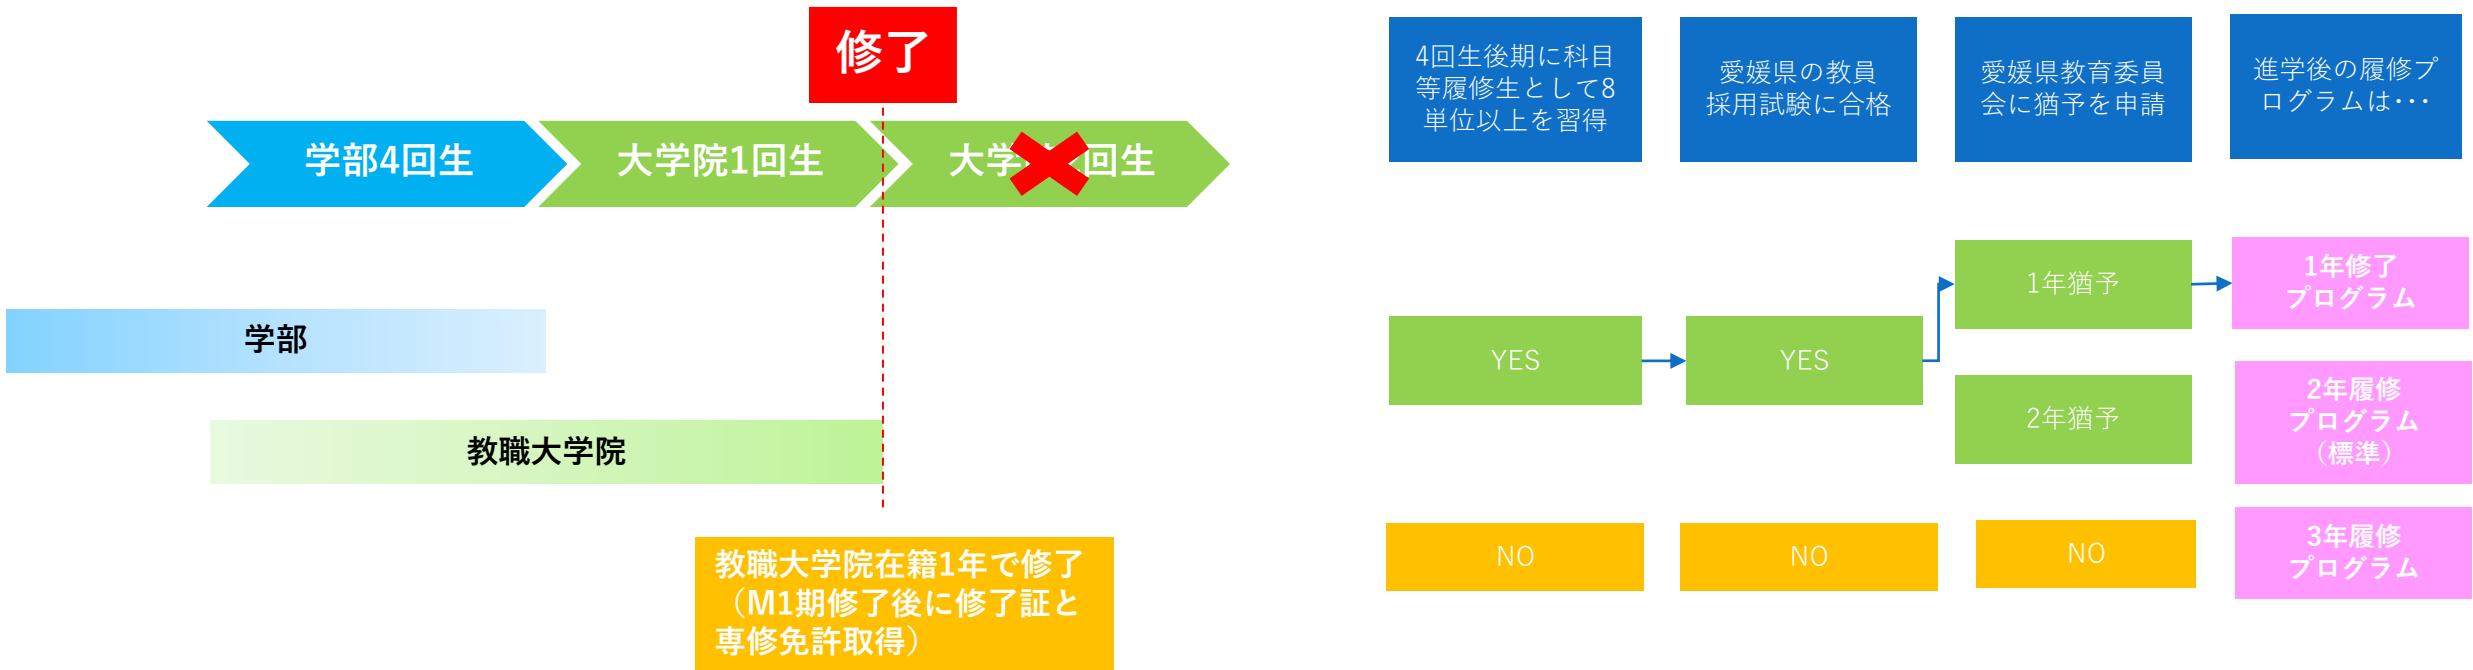 修了
学部4回生
大学院1回生
大学 回生
学部
教職大学院
教職大学院在籍1年で修了
（M1期修了後に修了証と
専修免許取得）
4回生後期に科目
等履修生として8
単位以上を習得
愛媛県の教員
採用試験に合格
愛媛県教育委員
会に猶予を申請
進学後の履修プ
ログラムは・・・
YES
YES
1年猶予
2年猶予
1年修了
プログラム
2年履修
プログラム
（標準）
NO
NO
NO
3年履修
プログラム